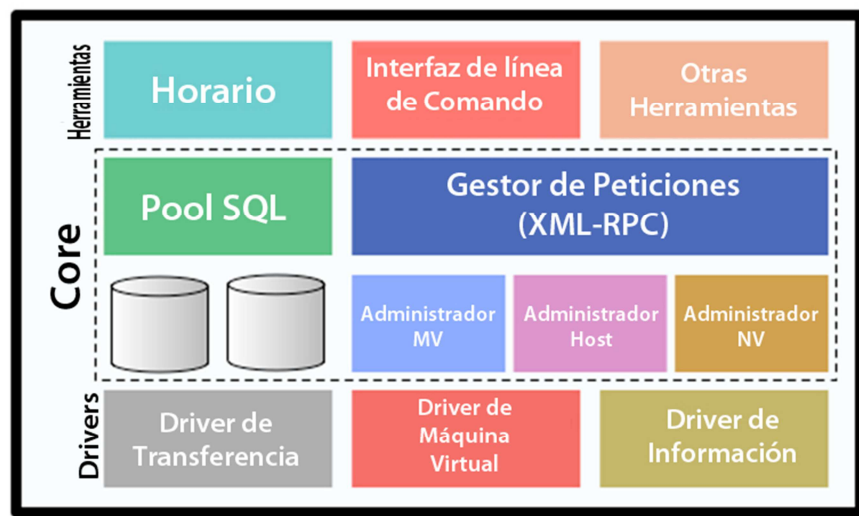 Herramientas
Horario
Interfaz de línea
de Comando
Otras
Herramientas
Core
Pool SQL
Gestor de Peticiones
(XML-RPC)
Administrador
MV
Administrador
Host
Administrador
NV
Drivers
Driver de
Transferencia
Driver de
Máquina
Virtual
Driver de
Información